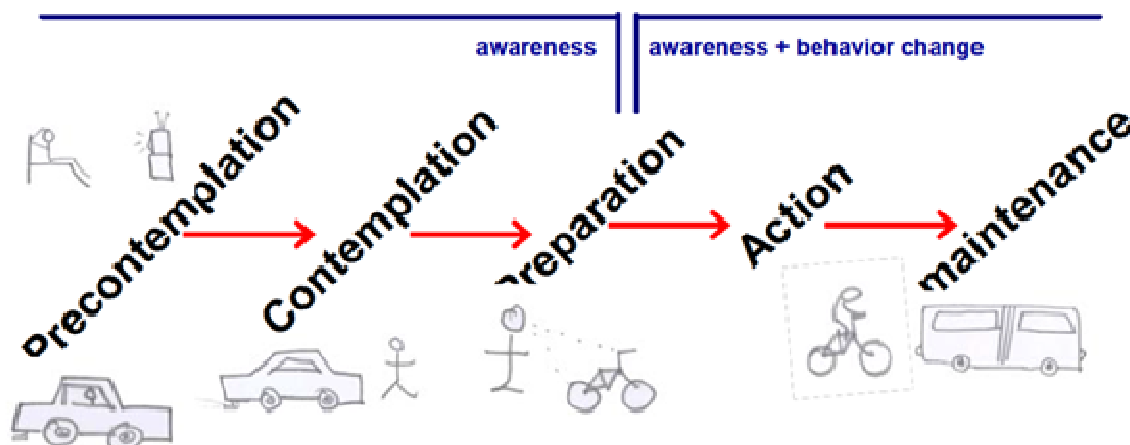 awareness
awareness + behavior change
Precontemplation
Contemplation
Preparation
Action
maintenance